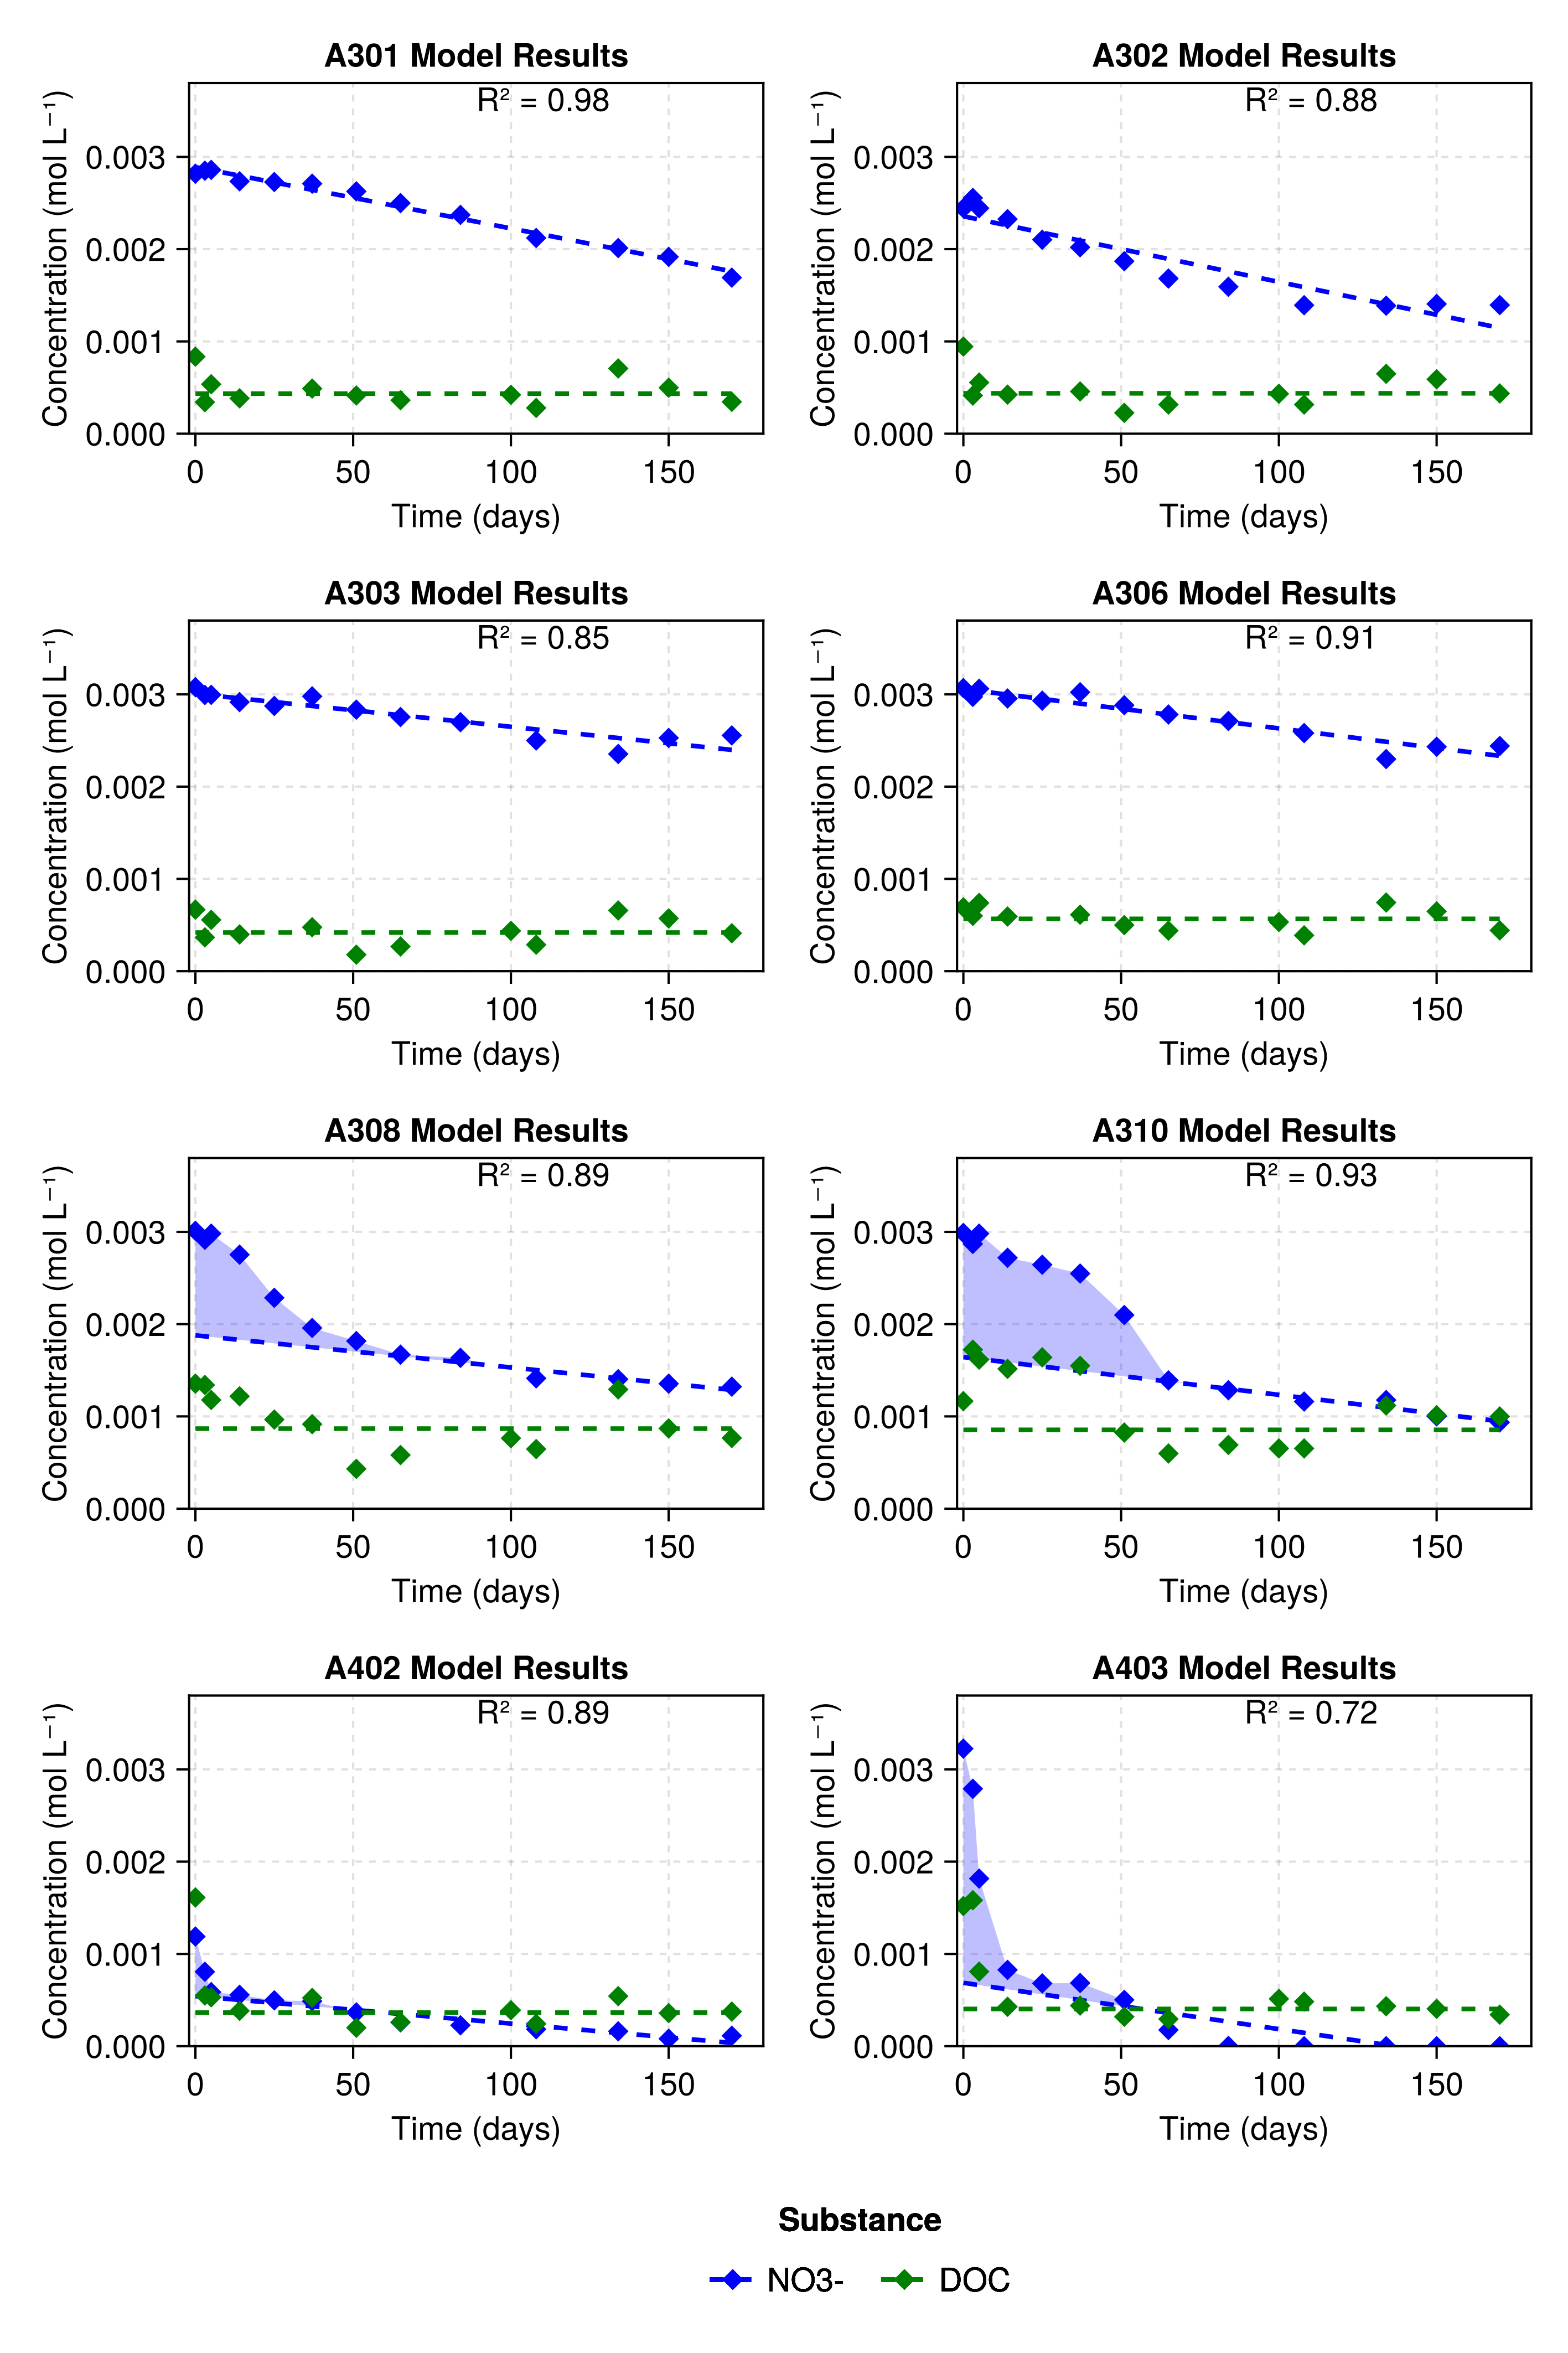 A301 Model Results
R² = 0.98
Concentration (mol L⁻¹)
0.003
0.002
0.001
0.000
0 50 100 150
Time (days)
A302 Model Results
R² = 0.88
Concentration (mol L⁻¹)
0.003
0.002
0.001
0.000
0 50 100 150
Time (days)
A303 Model Results
R² = 0.85
Concentration (mol L⁻¹)
0.003
0.002
0.001
0.000
0 50 100 150
Time (days)
A306 Model Results
R² = 0.91
Concentration (mol L⁻¹)
0.003
0.002
0.001
0.000
0 50 100 150
Time (days)
A308 Model Results
R² = 0.89
Concentration (mol L⁻¹)
0.003
0.002
0.001
0.000
0 50 100 150
Time (days)
A310 Model Results
R² = 0.93
Concentration (mol L⁻¹)
0.003
0.002
0.001
0.000
0 50 100 150
Time (days)
A402 Model Results
R² = 0.89
Concentration (mol L⁻¹)
0.003
0.002
0.001
0.000
0 50 100 150
Time (days)
A403 Model Results
R² = 0.72
Concentration (mol L⁻¹)
0.003
0.002
0.001
0.000
0 50 100 150
Time (days)
Substance
NO3- DOC